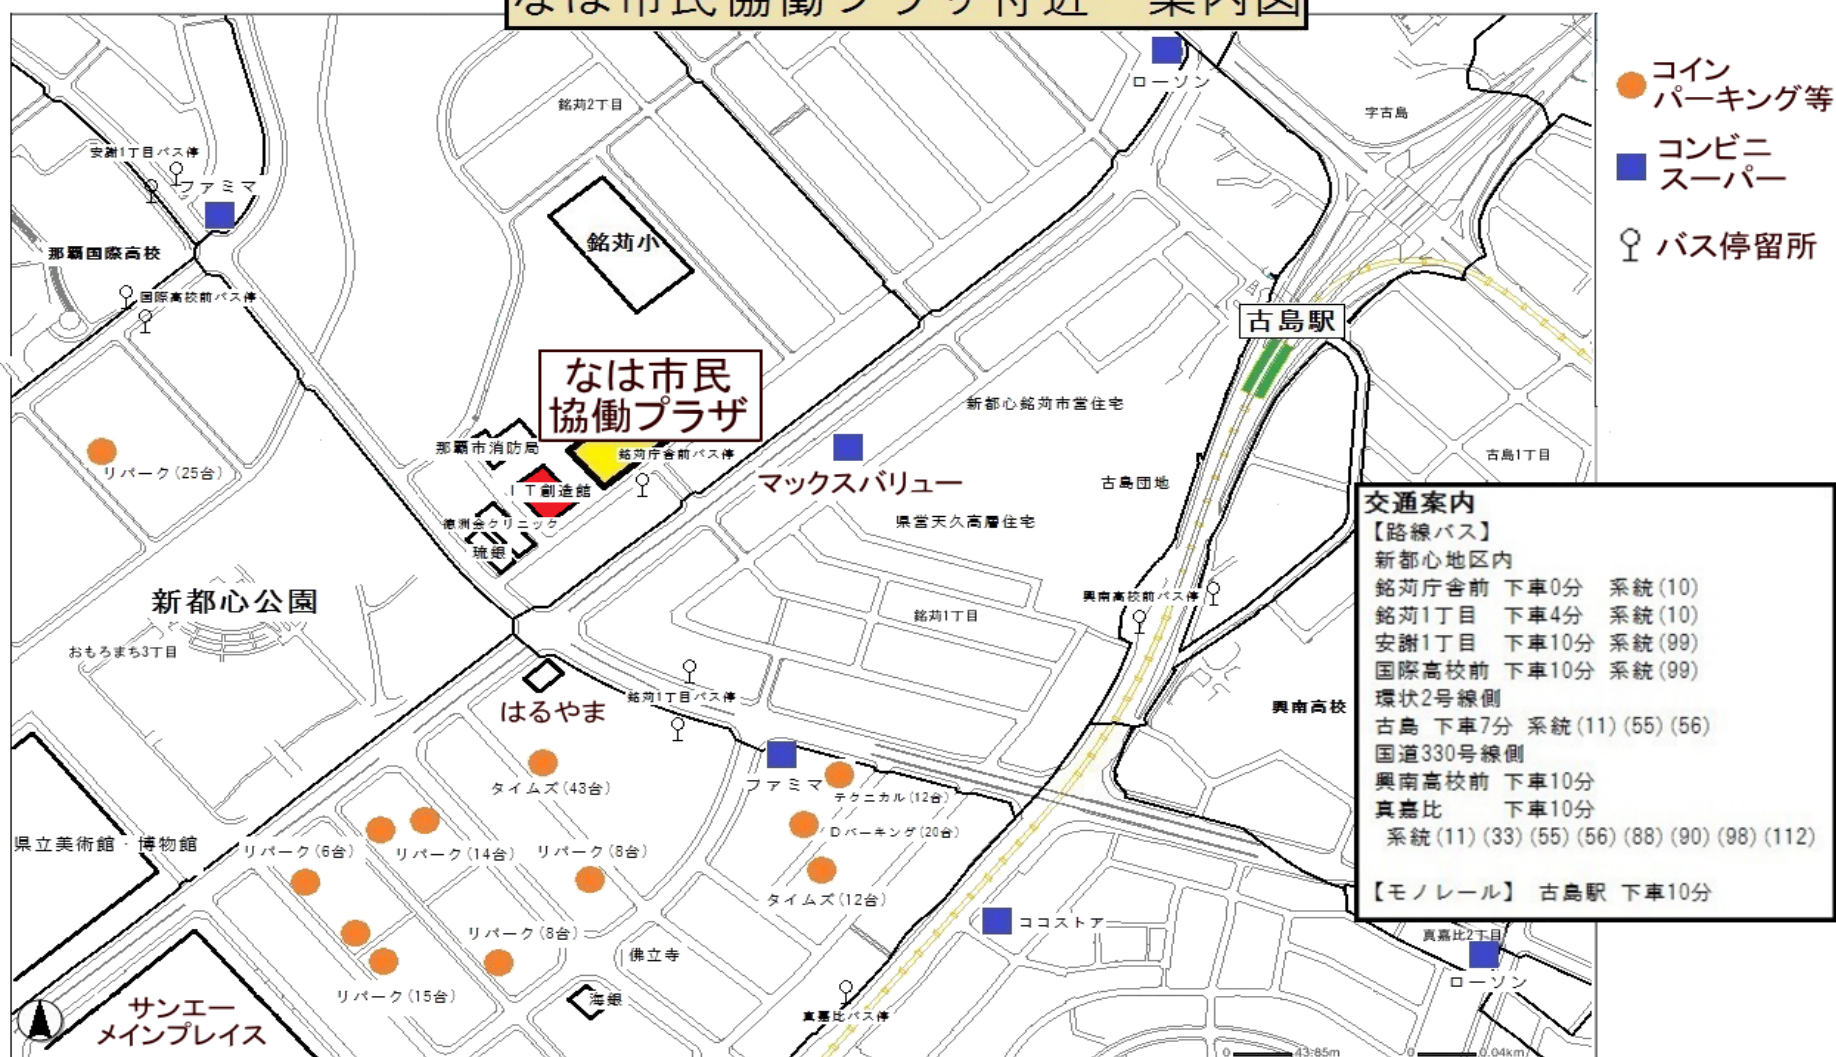 なは市民協働プラザ付近 案内図
コイン
パーキング等
コンビニ
スーパー
バス停留所
ローソン
銘苅2丁目
字古島
安謝1丁目バス停
ファミマ
銘苅小
那覇国際高校
国際高校前バス停
古島駅
なは市民
協働プラザ
新都心銘苅市営住宅
那覇市消防局
銘苅庁舎前バス停
古島1丁目
リパーク(25台)
マックスバリュー
古島団地
IT創造館
県営天久高層住宅
徳洲会クリニック
琉銀
交通案内
【路線バス】
新都心地区内
銘苅庁舎前 下車0分 系統(10)
銘苅1丁目 下車4分 系統(10)
安謝1丁目 下車10分 系統(99)
国際高校前 下車10分 系統(99)
環状2号線側
古島 下車7分 系統(11)(55)(56)
国道330号線側
興南高校前 下車10分
真嘉比 下車10分
系統(11)(33)(55)(56)(88)(90)(98)(112)
【モノレール】 古島駅 下車10分
新都心公園
興南高校前バス停
銘苅1丁目
おもろまち3丁目
銘苅1丁目バス停
はるやま
興南高校
タイムズ(43台)
ファミマ
テクニカル(12台)
Dパーキング(20台)
県立美術館・博物館
リパーク(6台)
リパーク(14台)
リパーク(8台)
タイムズ(12台)
ココストア
リパーク(8台)
佛立寺
真嘉比2丁目
ローソン
リパーク(15台)
海銀
サンエー
メインプレイス
真嘉比バス停
0 43.85m
0 0.04km